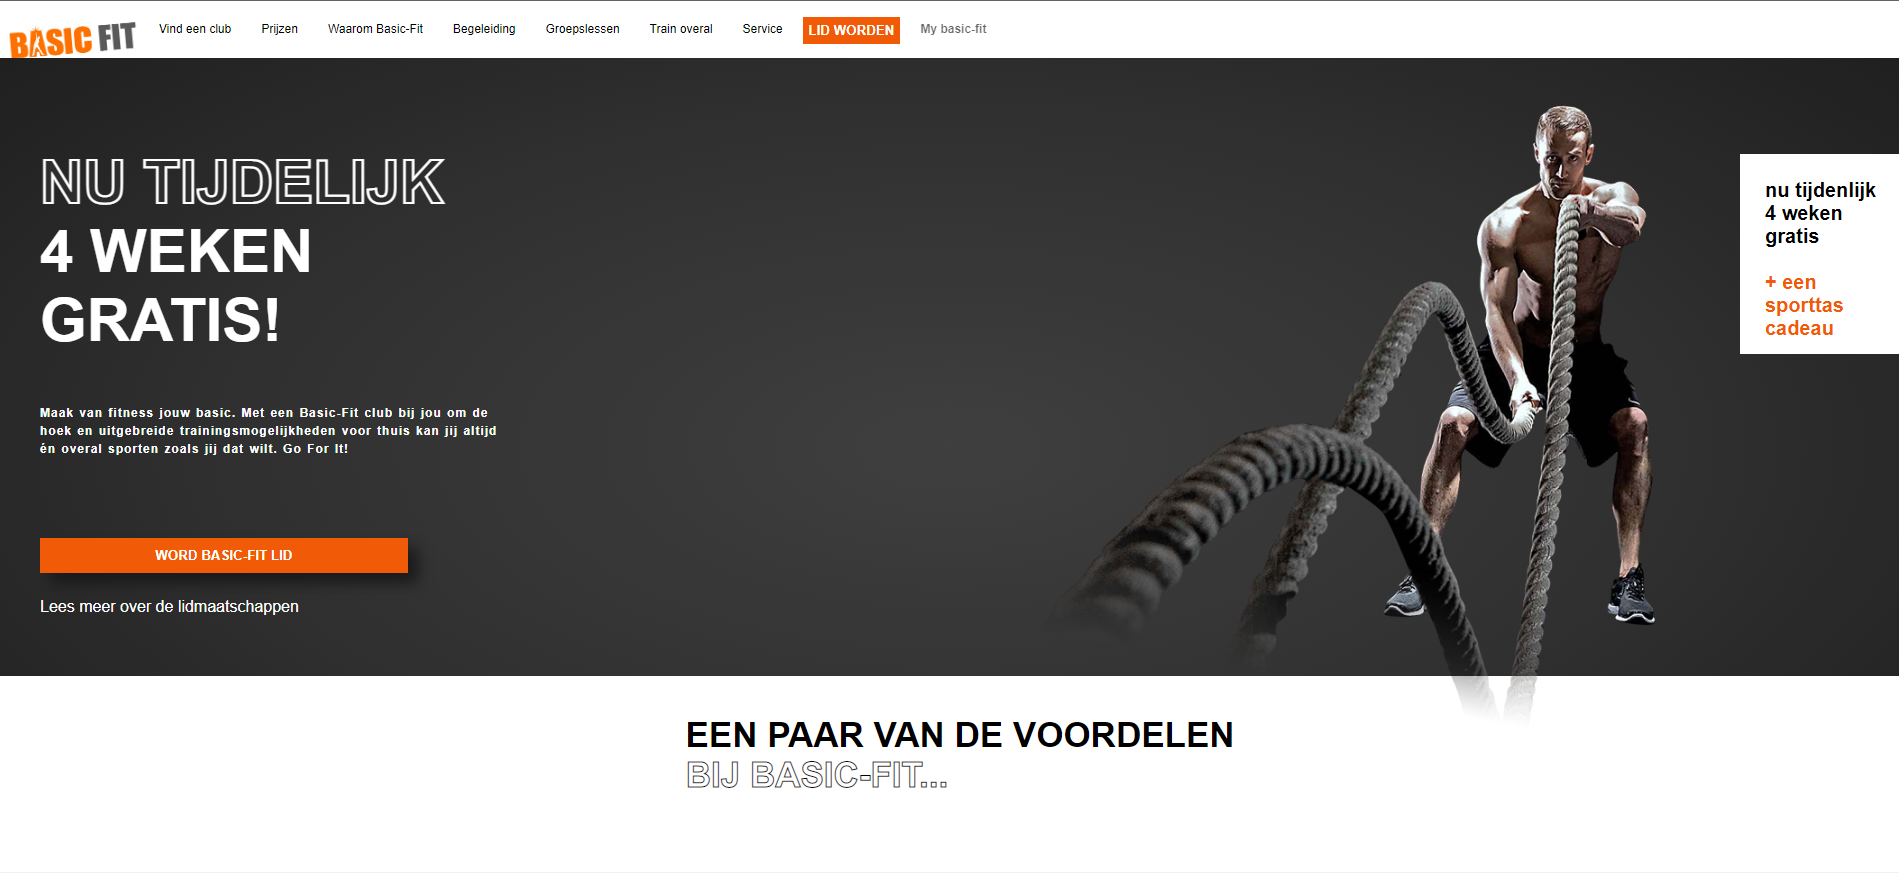 BASIC FIT
Vind een club
Prijzen
Waarom Basic-Fit
Begeleiding
Groepslessen
Train overal
Service
LID WORDEN
My basic-fit
NU TIJDELIJK
4 WEKEN
GRATIS!
nu tijdenlijk
4 weken
gratis
+ een
sporttas
cadeau
Maak van fitness jouw basic. Met een Basic-Fit club bij jou om de
hoek en uitgebreide trainingsmogelijkheden voor thuis kan jij altijd
én overal sporten zoals jij dat wilt. Go For It!
WORD BASIC-FIT LID
Lees meer over de lidmaatschappen
EEN PAAR VAN DE VOORDELEN
BIJ BASIC-FIT...